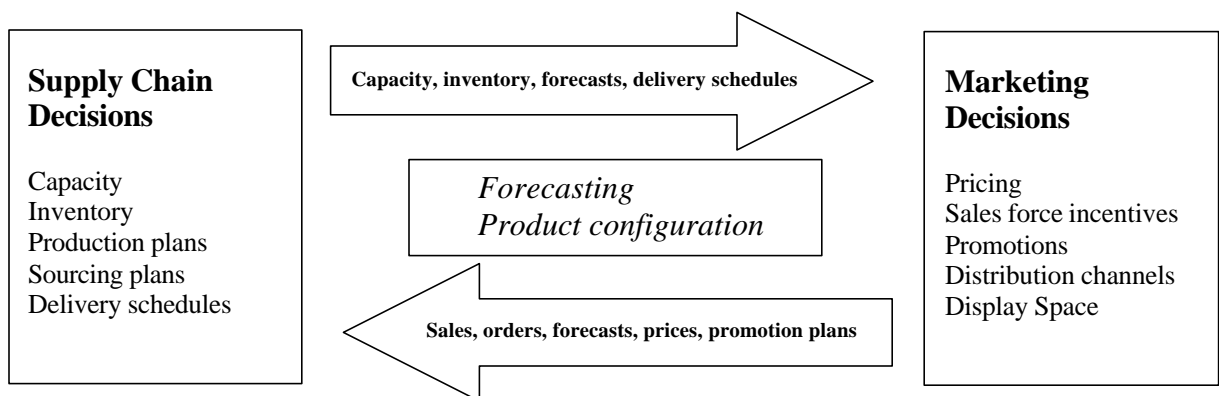 Supply Chain
Decisions
Capacity
Inventory
Production plans
Sourcing plans
Delivery schedules
Capacity, inventory, forecasts, delivery schedules
Forecasting
Product configuration
Sales, orders, forecasts, prices, promotion plans
Marketing
Decisions
Pricing
Sales force incentives
Promotions
Distribution channels
Display Space